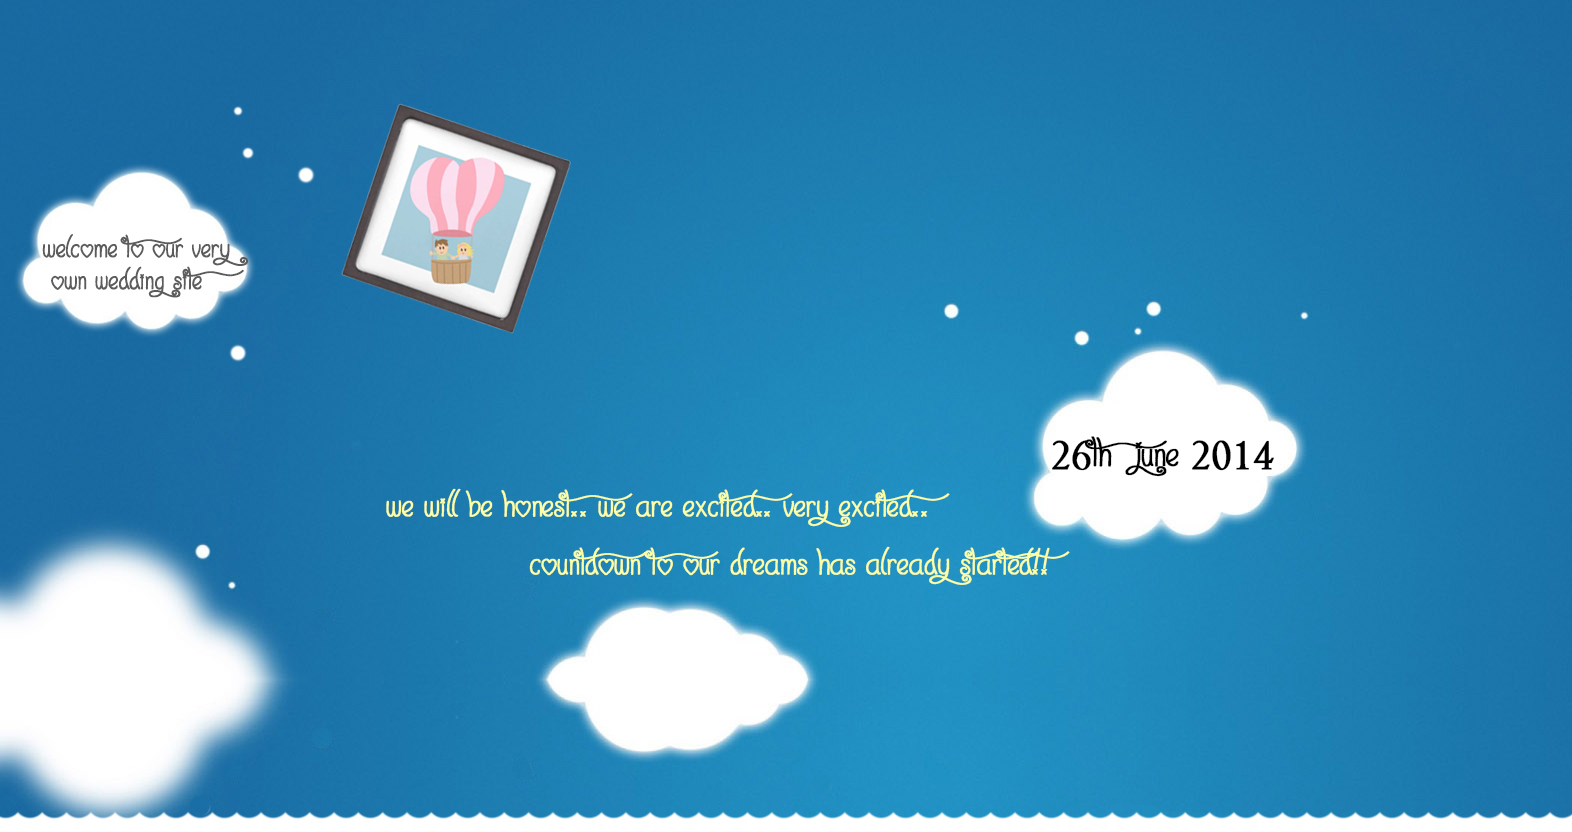 welcome to our very
own wedding site
26th june 2014
we will be honest.. we are excited.. very excited..
countdown to our dreams has already started!!